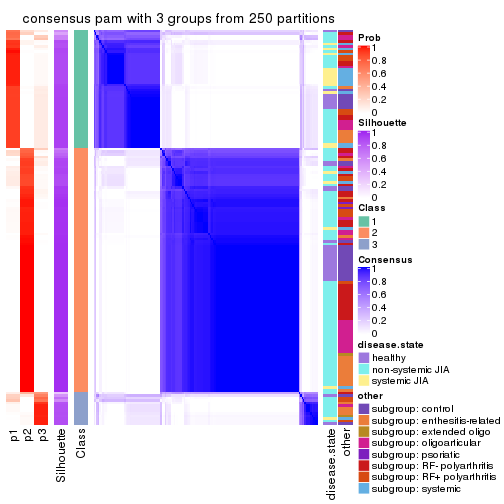 consensus pam with 3 groups from 250 partitions
Prob
1
0.8
0.6
0.4
0.2
0
Silhouette
1
0.8
0.6
0.4
0.2
0
Class
1
2
3
Consensus
1
0.8
0.6
0.4
0.2
0
disease.state
healthy
non-systemic JIA
systemic JIA
other
subgroup: control
subgroup: enthesitis-related
subgroup: extended oligo
subgroup: oligoarticular
subgroup: psoriatic
subgroup: RF- polyarthritis
subgroup: RF+ polyarthritis
subgroup: systemic
p1
p2
p3
Silhouette
Class
disease.state
other